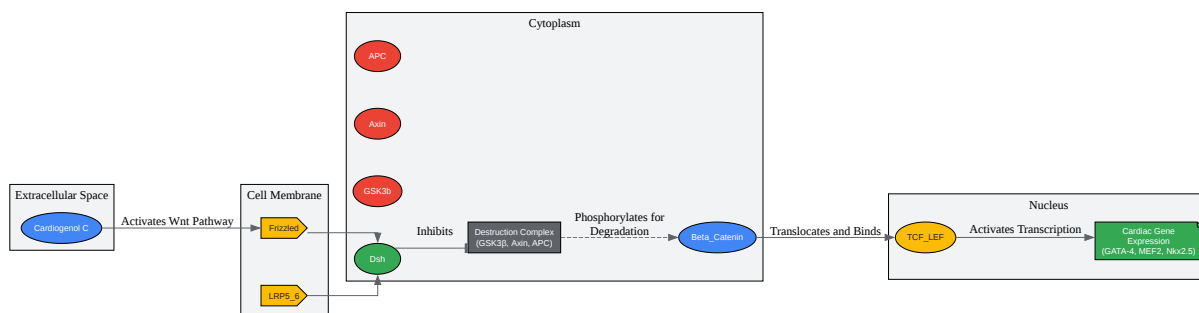 Cytoplasm
APC
Axin
GSK3b
Extracellular Space
Cardiogenol C
Activates Wnt Pathway
Cell Membrane
Frizzled
LRP5_6
Dsh
Inhibits
Destruction Complex
(GSK3β, Axin, APC)
Phosphorylates for
Degradation
Beta_Catenin
Translocates and Binds
Nucleus
TCF_LEF
Activates Transcription
Cardiac Gene
Expression
(GATA-4, MEF2, Nkx2.5)